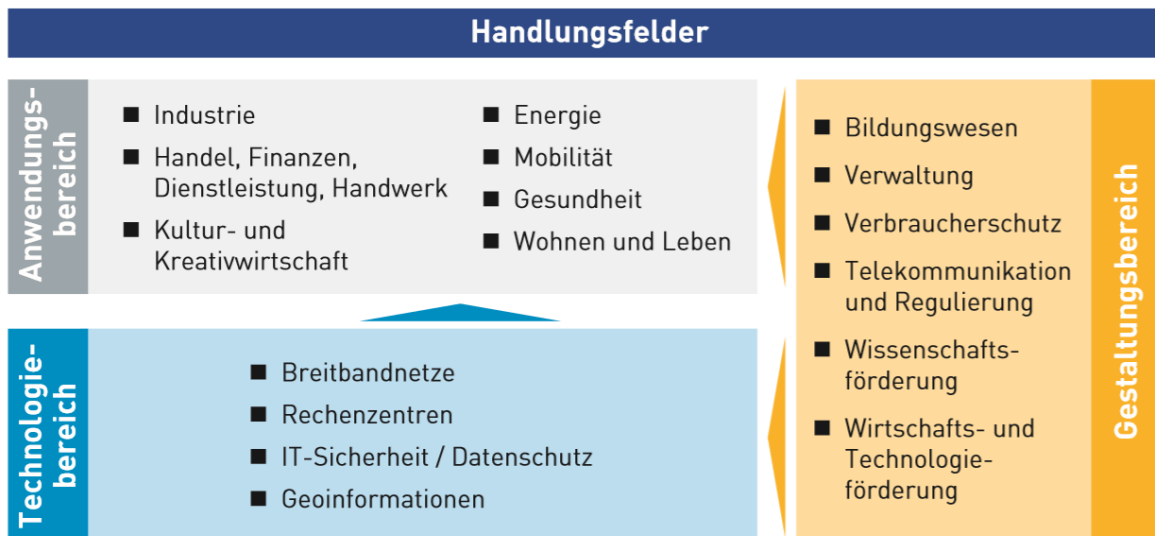 Handlungsfelder
Anwendungs-
bereich
■ Industrie
■ Handel, Finanzen,
Dienstleistung, Handwerk
■ Kultur- und
Kreativwirtschaft
■ Energie
■ Mobilität
■ Gesundheit
■ Wohnen und Leben
Technologie-
bereich
■ Breitbandnetze
■ Rechenzentren
■ IT-Sicherheit / Datenschutz
■ Geoinformationen
■ Bildungswesen
■ Verwaltung
■ Verbraucherschutz
■ Telekommunikation
und Regulierung
■ Wissenschafts-
förderung
■ Wirtschafts- und
Technologie-
förderung
Gestaltungsbereich